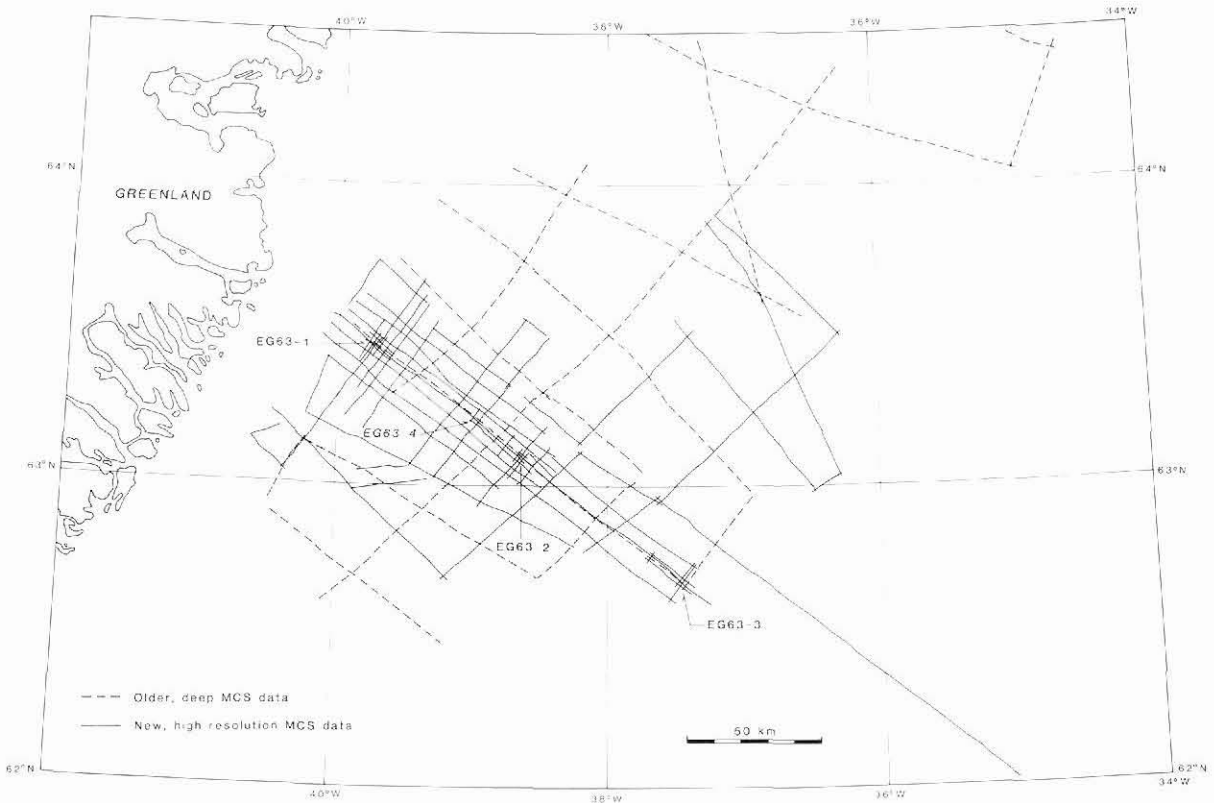 40°W
38°W
36°W
34°W
64°N
64°N
GREENLAND
EG63-1
EG63 4
63°N
63°N
EG63 2
EG63-3
Older, deep MCS data
New, high resolution MCS data
50 km
62°N
62°N
40°W
38°W
36°W
34°W